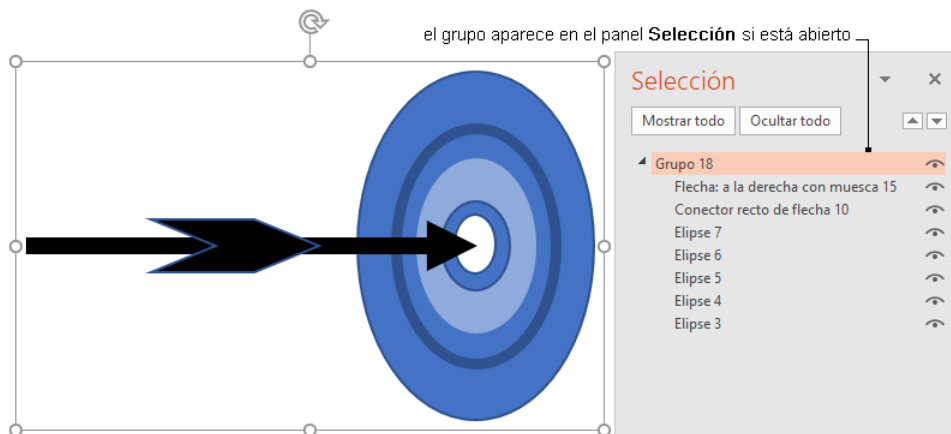 el grupo aparece en el panel Selección si está abierto
Selección
Mostrar todo Ocultar todo
Grupo 18
Flecha: a la derecha con muesca 15
Conector recto de flecha 10
Elipse 7
Elipse 6
Elipse 5
Elipse 4
Elipse 3